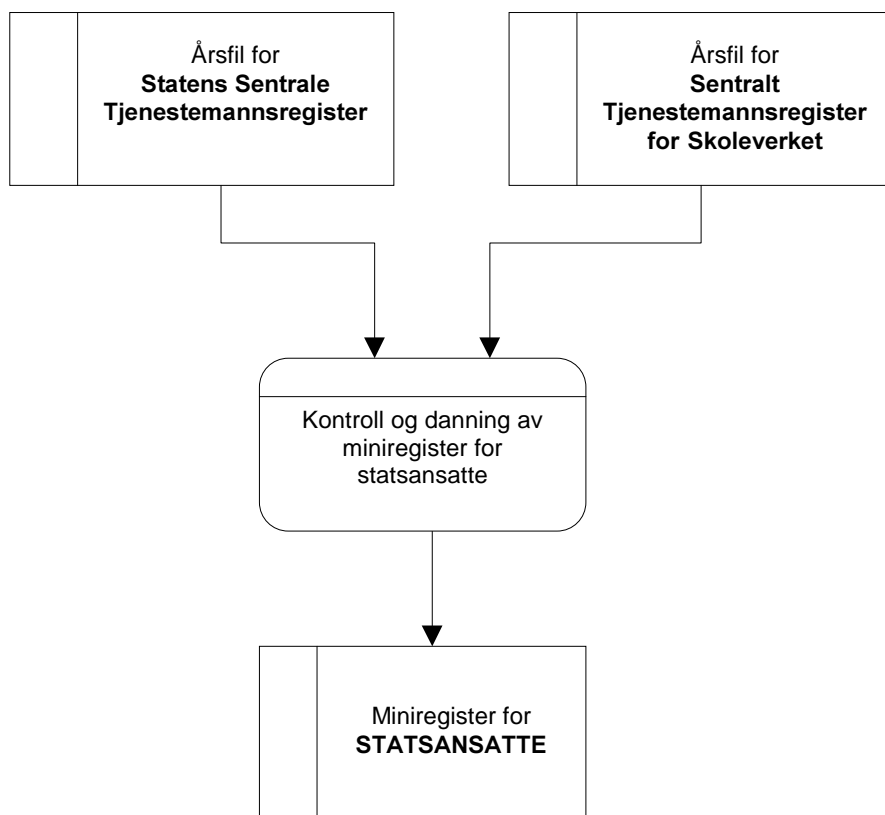 Årsfil for
Statens Sentrale
Tjenestemannsregister
Årsfil for
Sentralt
Tjenestemannsregister
for Skoleverket
Kontroll og danning av
miniregister for
statsansatte
Miniregister for
STATSANSATTE